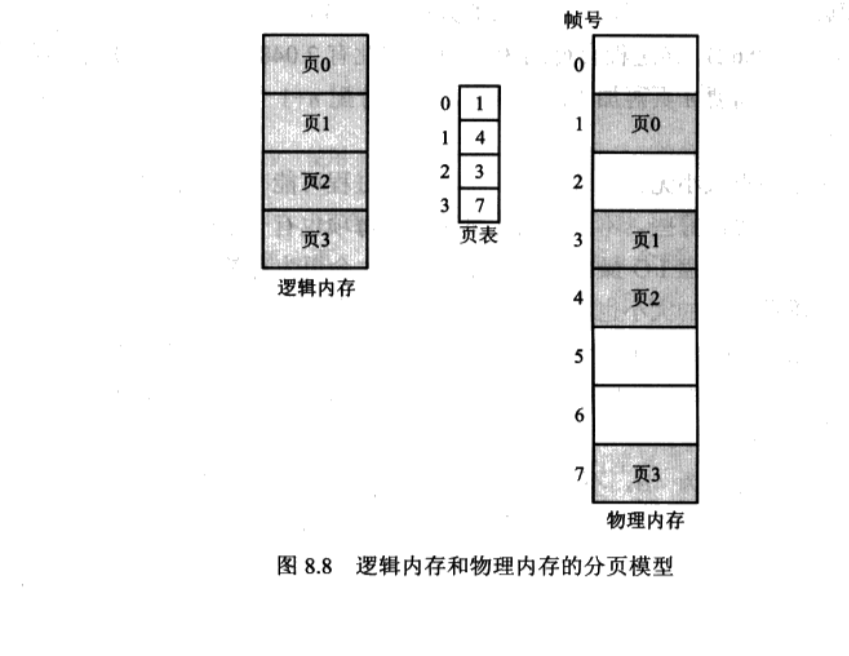 帧号
页0
页1
页2
页3
逻辑内存
0 1
1 4
2 3
3 7
页表
0
1 页0
2
3 页1
4 页2
5
6
7 页3
物理内存
图 8.8 逻辑内存和物理内存的分页模型